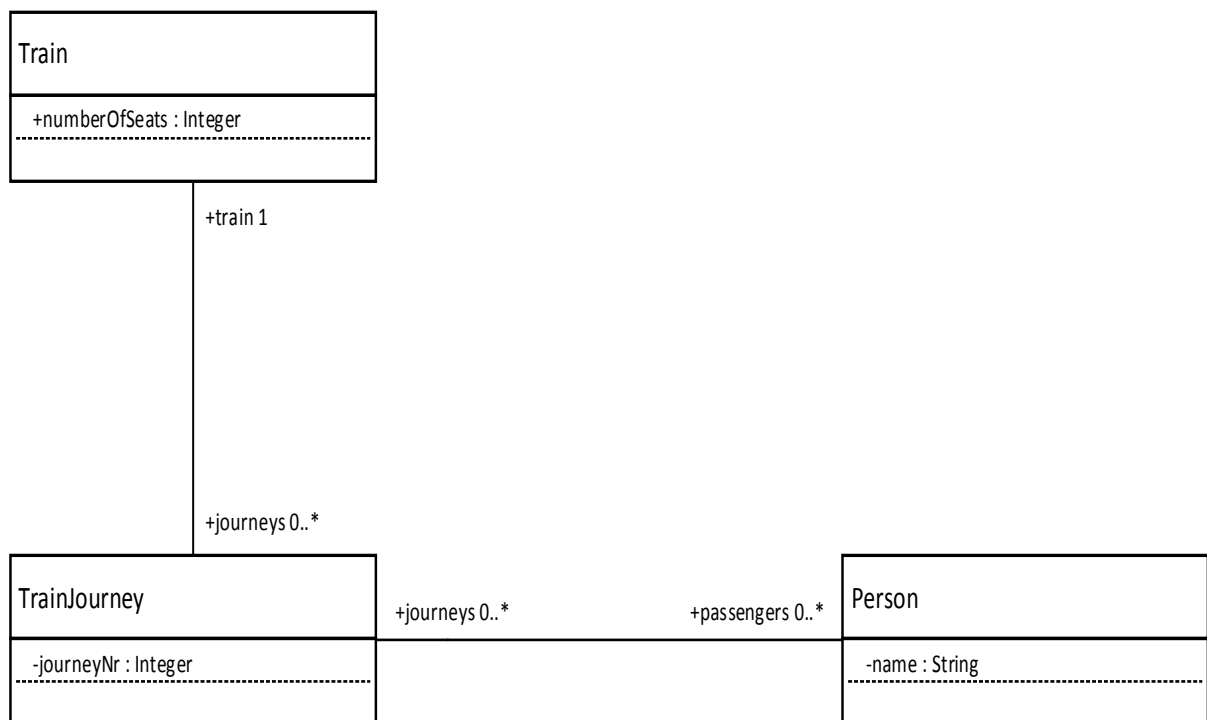 Train
+numberOfSeats : Integer
+train 1
+journeys 0..*
TrainJourney
+journeys 0..*
+passengers 0..*
Person
-journeyNr : Integer
-name : String